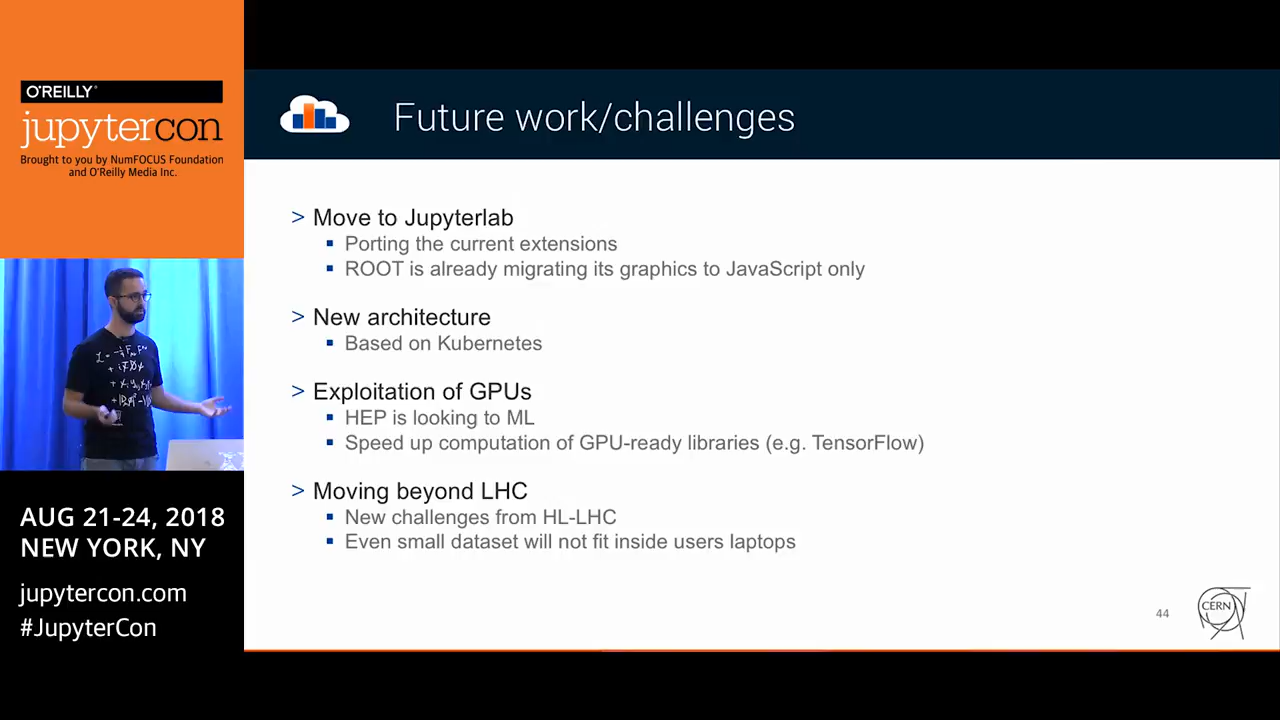 O'REILLY®
jupytercon
Brought to you by NumFOCUS Foundation
and O'Reilly Media Inc.
AUG 21-24, 2018
NEW YORK, NY
jupytercon.com
#JupyterCon
Future work/challenges
> Move to Jupyterlab
▪ Porting the current extensions
▪ ROOT is already migrating its graphics to JavaScript only
> New architecture
▪ Based on Kubernetes
> Exploitation of GPUs
▪ HEP is looking to ML
▪ Speed up computation of GPU-ready libraries (e.g. TensorFlow)
> Moving beyond LHC
▪ New challenges from HL-LHC
▪ Even small dataset will not fit inside users laptops
44
CERN